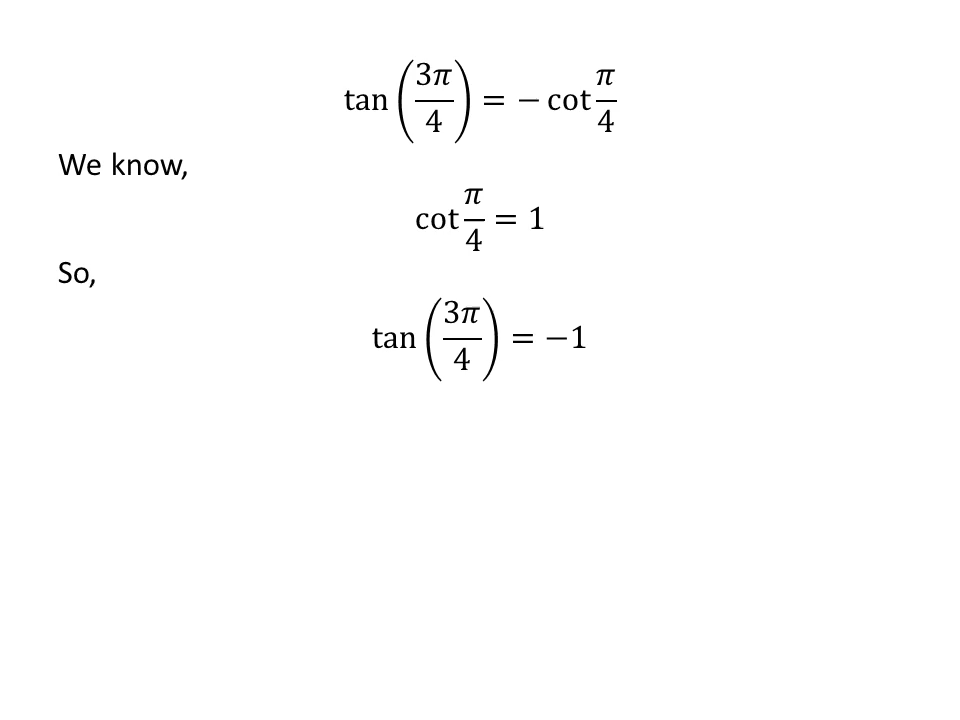 tan(3π/4) = − cot π/4
We know,
cot π/4 = 1
So,
tan(3π/4) = −1